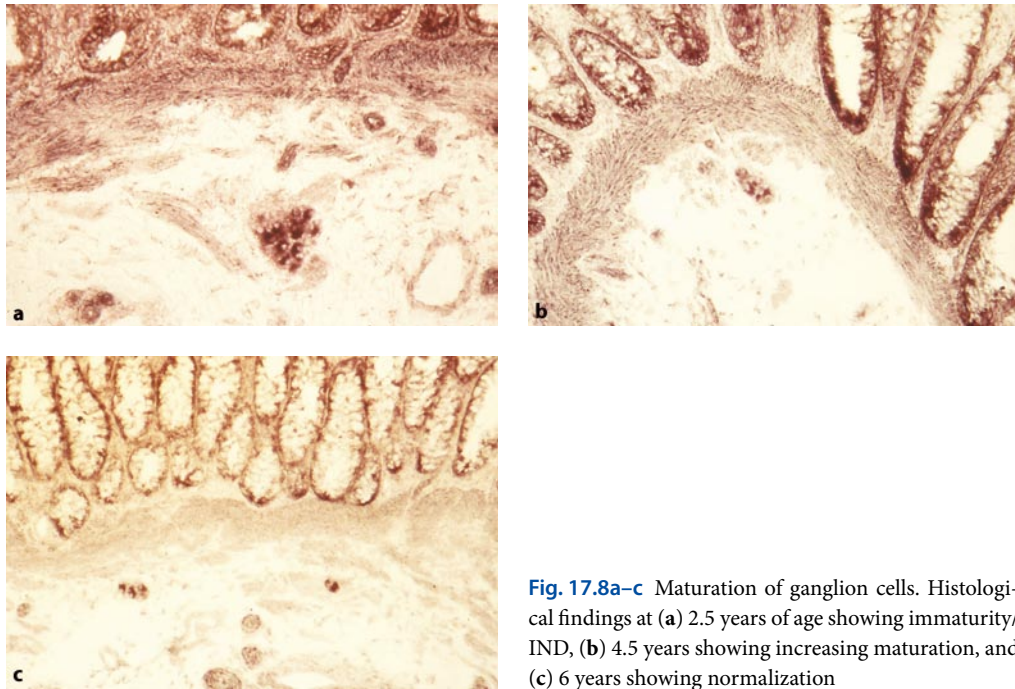 a
b
c
Fig. 17.8a–c Maturation of ganglion cells. Histologi-
cal findings at (a) 2.5 years of age showing immaturity/
IND, (b) 4.5 years showing increasing maturation, and
(c) 6 years showing normalization